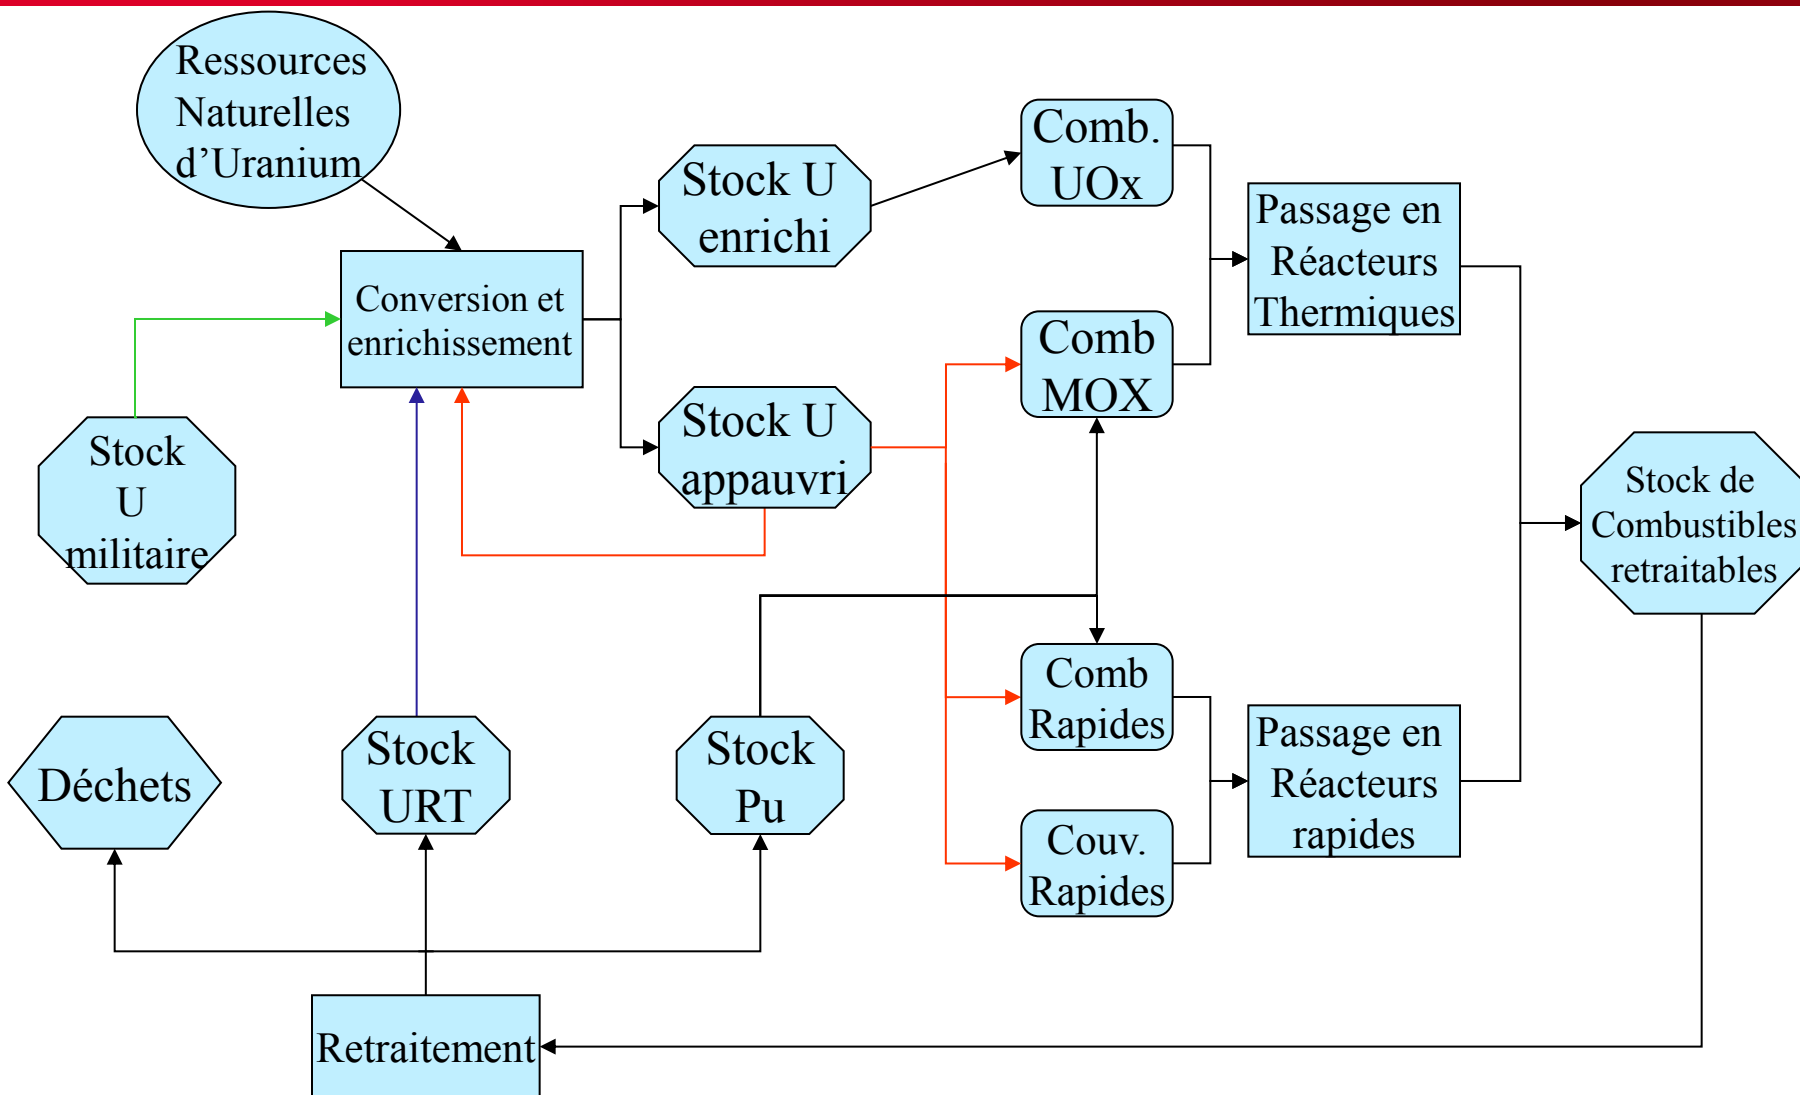 Ressources
Naturelles
d’Uranium
Comb.
UOx
Stock U
enrichi
Passage en
Réacteurs
Thermiques
Conversion et
enrichissement
Comb
MOX
Stock U
appauvri
Stock
U
militaire
Stock de
Combustibles
retraitables
Comb
Rapides
Déchets
Stock
URT
Stock
Pu
Passage en
Réacteurs
rapides
Couv.
Rapides
Retraitement